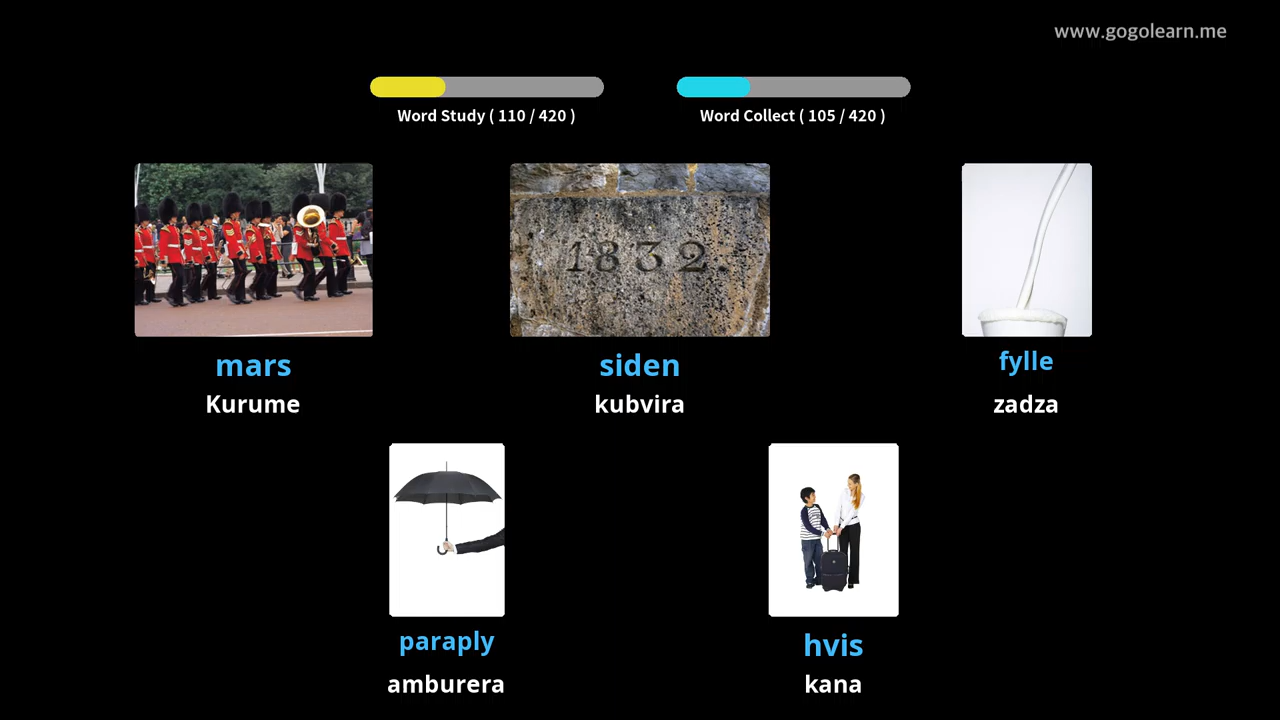 www.gogolearn.me
Word Study ( 110 / 420 )
Word Collect ( 105 / 420 )
1832.
mars
Kurume
siden
kubvira
fylle
zadza
paraply
amburera
hvis
kana